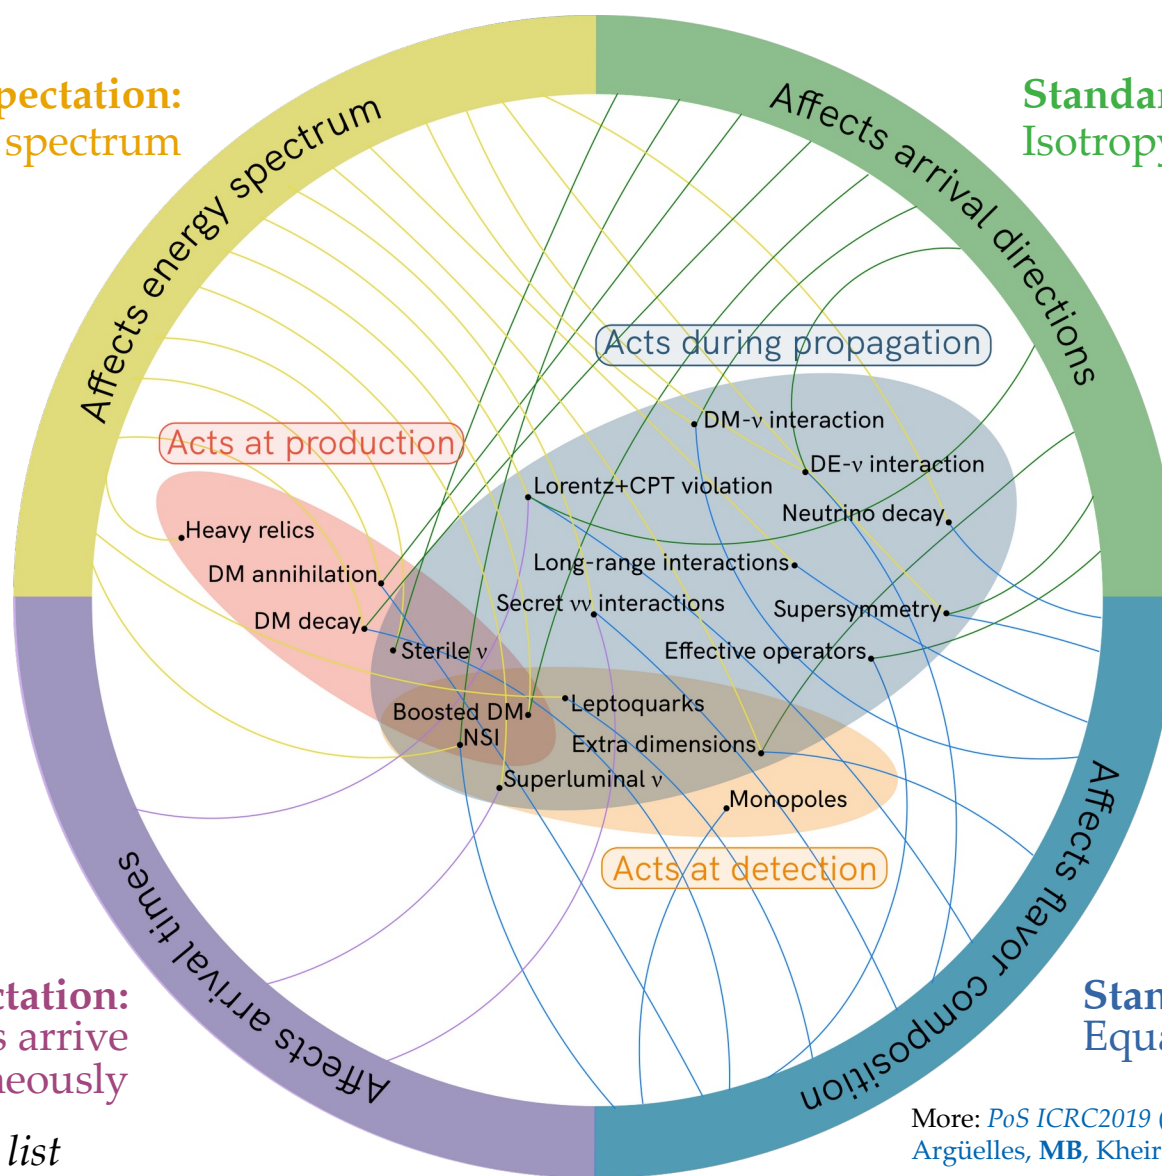 pectation:
spectrum
Standar
Isotropy
Affects energy spectrum
Affects arrival directions
Acts during propagation
DM-ν interaction
Acts at production
DE-ν interaction
Lorentz+CPT violation
Neutrino decay
Heavy relics
Long-range interactions
DM annihilation
Secret νν interactions
Supersymmetry
DM decay
Sterile ν
Effective operators
Leptoquarks
Boosted DM
NSI
Extra dimensions
Superluminal ν
Monopoles
Acts at detection
Affects arrival times
Affects flavor composition
ctation:
s arrive
neously
list
Stan
Equa
More: PoS ICRC2019 (
Argüelles, MB, Kheir